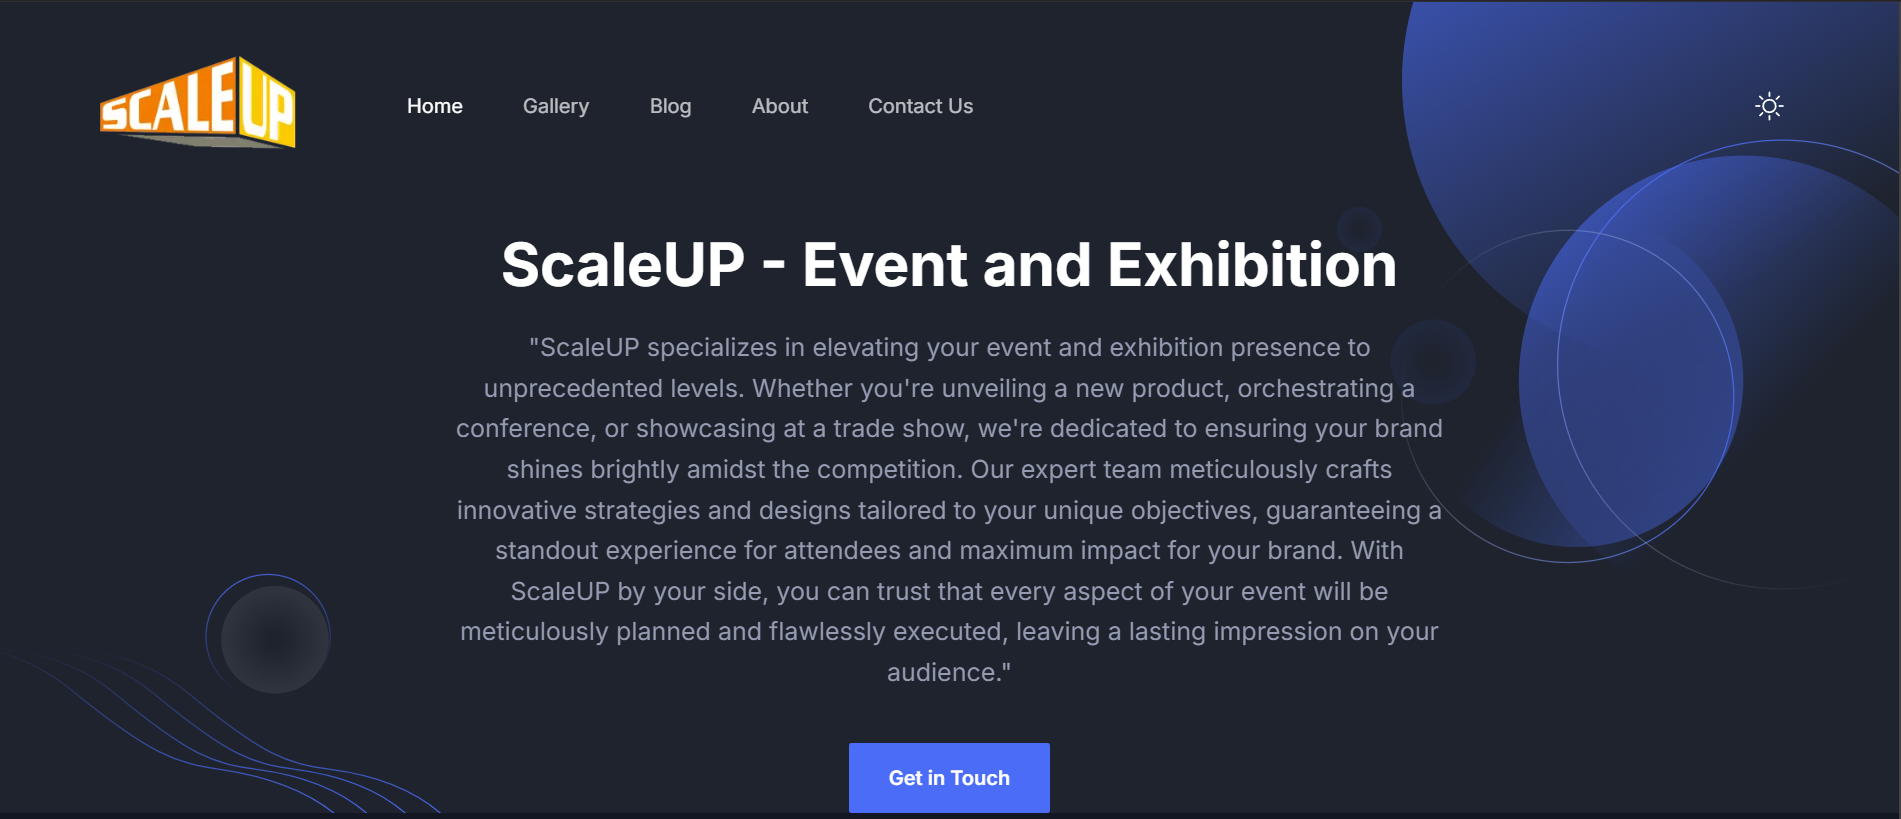 SCALEUP
Home Gallery Blog About Contact Us
ScaleUP - Event and Exhibition
"ScaleUP specializes in elevating your event and exhibition presence to
unprecedented levels. Whether you're unveiling a new product, orchestrating a
conference, or showcasing at a trade show, we're dedicated to ensuring your brand
shines brightly amidst the competition. Our expert team meticulously crafts
innovative strategies and designs tailored to your unique objectives, guaranteeing a
standout experience for attendees and maximum impact for your brand. With
ScaleUP by your side, you can trust that every aspect of your event will be
meticulously planned and flawlessly executed, leaving a lasting impression on your
audience."
Get in Touch